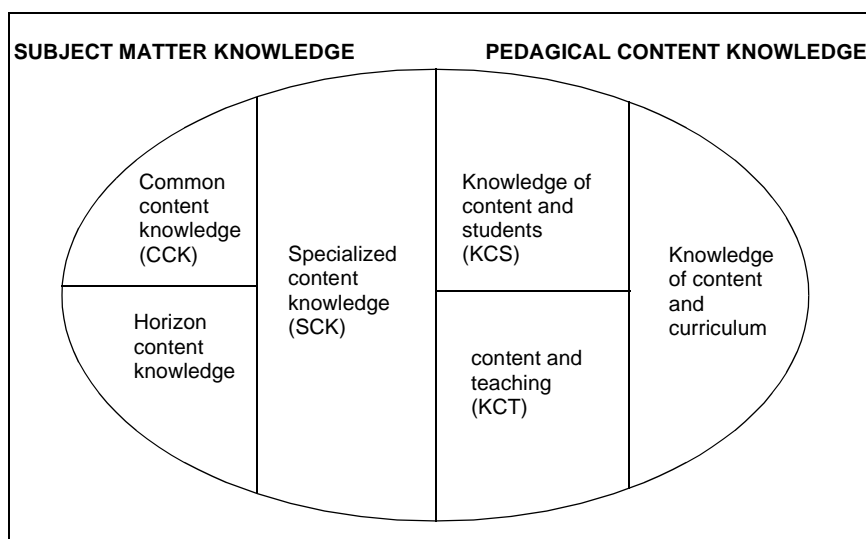 SUBJECT MATTER KNOWLEDGE
PEDAGICAL CONTENT KNOWLEDGE
Common
content
knowledge
(CCK)
Horizon
content
knowledge
Specialized
content
knowledge
(SCK)
Knowledge of
content and
students
(KCS)
content and
teaching
(KCT)
Knowledge
of content
and
curriculum